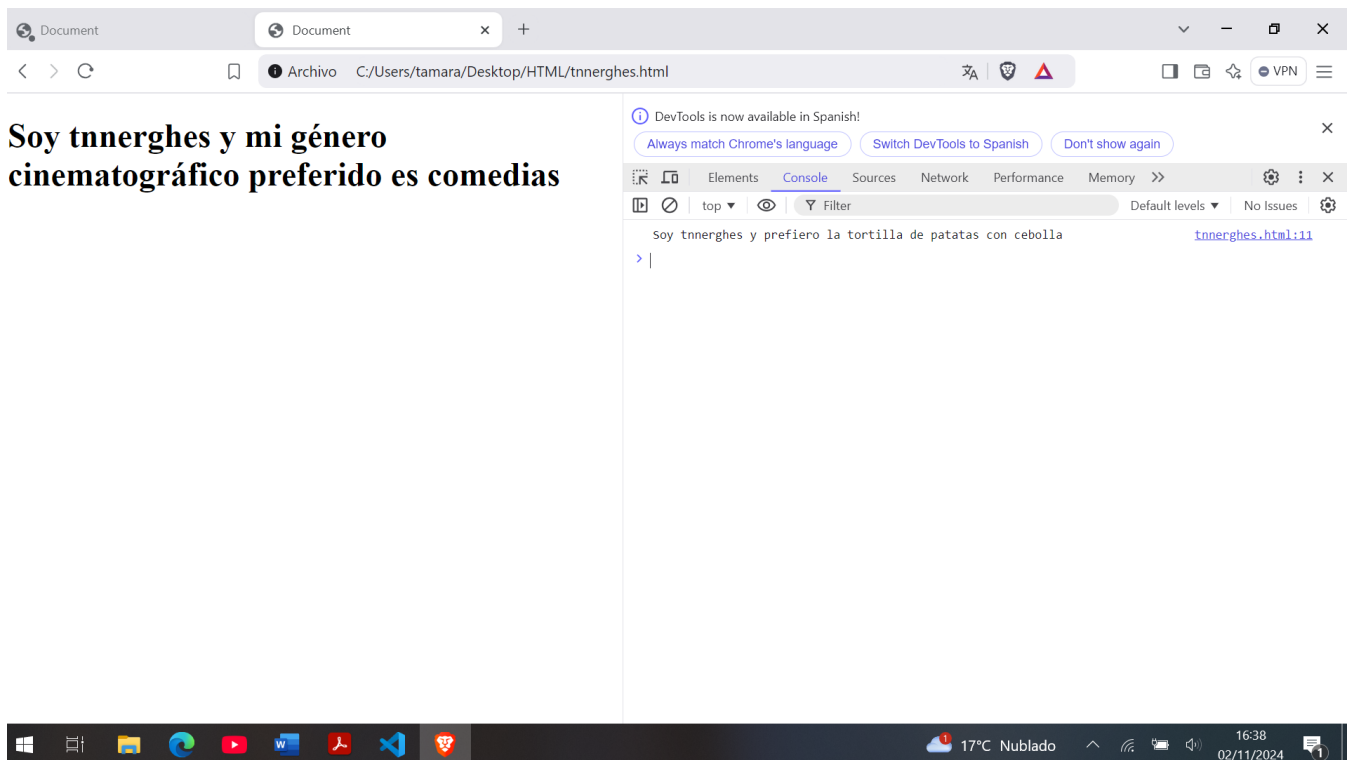 Document
Document
Archivo C:/Users/tamara/Desktop/HTML/tnnerghes.html
VPN
Soy tnnerghes y mi género
cinematográfico preferido es comedias
DevTools is now available in Spanish!
Always match Chrome's language Switch DevTools to Spanish Don't show again
Elements Console Sources Network Performance Memory
top Filter Default levels No Issues
Soy tnnerghes y prefiero la tortilla de patatas con cebolla tnnerghes.html:11
1 17°C Nublado
16:38
02/11/2024
1